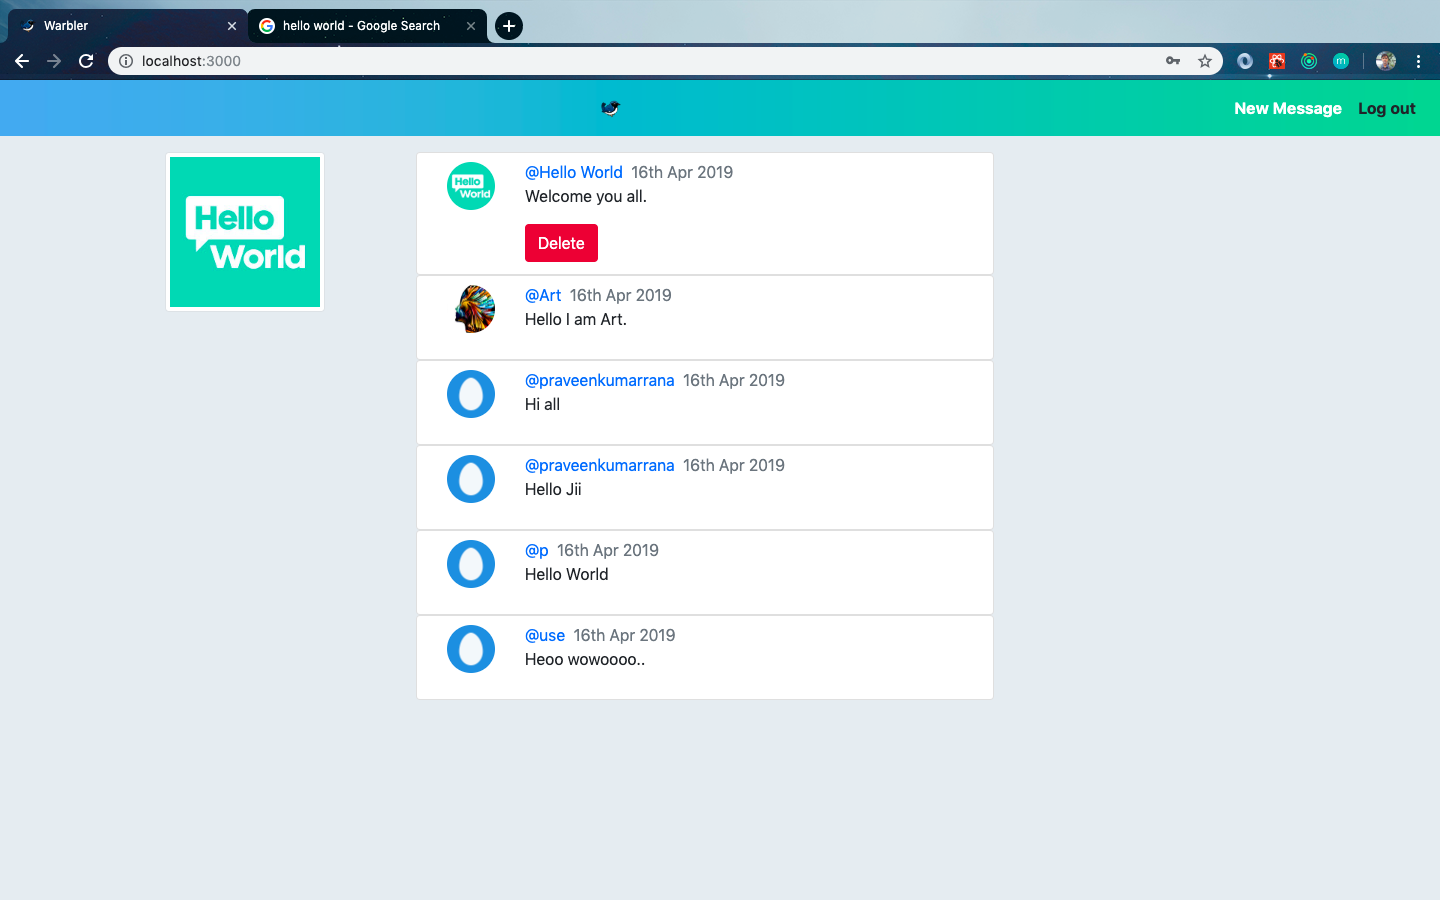 Warbler
hello world - Google Search
localhost:3000
m
New Message
Log out
Hello
World
Hello
World
@Hello World 16th Apr 2019
Welcome you all.
Delete
@Art 16th Apr 2019
Hello I am Art.
@praveenkumarrana 16th Apr 2019
Hi all
@praveenkumarrana 16th Apr 2019
Hello Jii
@p 16th Apr 2019
Hello World
@use 16th Apr 2019
Heoo wowoooo..